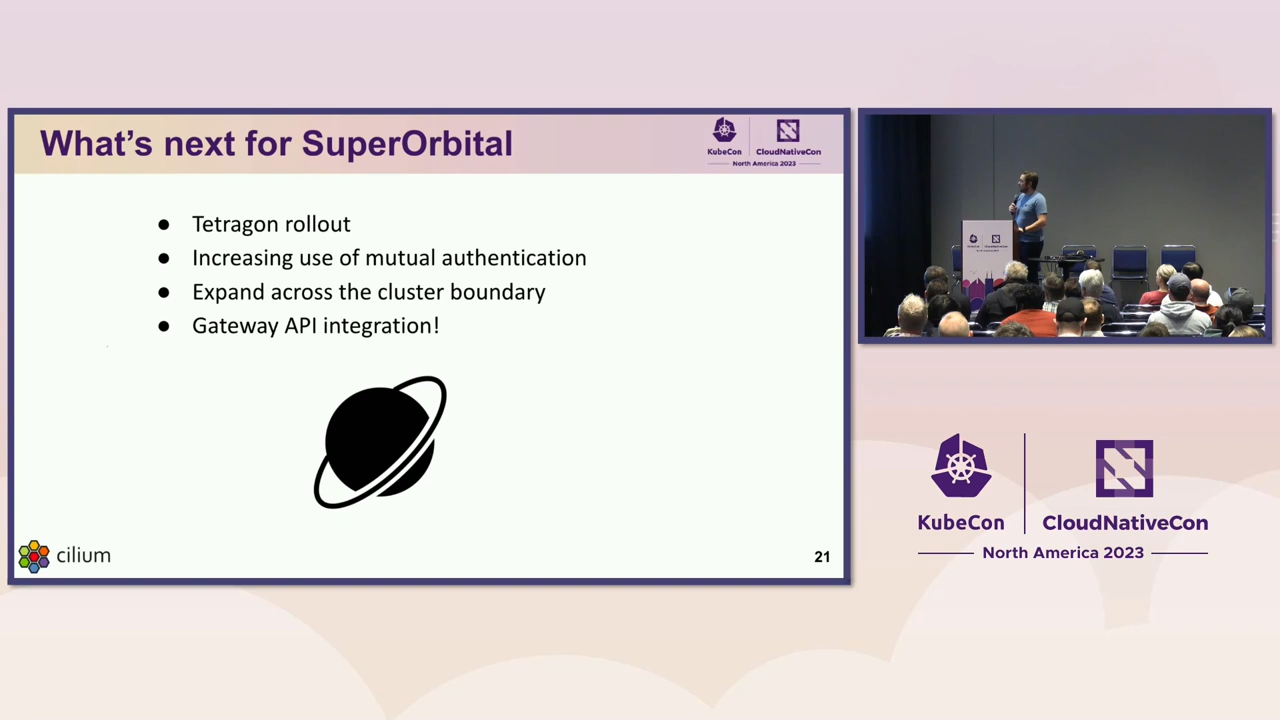 What's next for SuperOrbital
KubeCon
CloudNativeCon
North America 2023
● Tetragon rollout
● Increasing use of mutual authentication
● Expand across the cluster boundary
● Gateway API integration!
cilium
21
KubeCon
CloudNativeCon
North America 2023